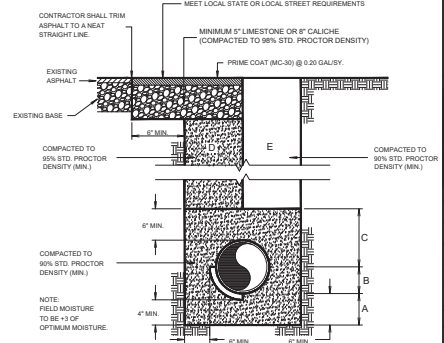 MEET LOCAL STATE OR LOCAL STREET REQUIREMENTS
CONTRACTOR SHALL TRIM
ASPHALT TO A NEAT
STRAIGHT LINE.
MINIMUM 5" LIMESTONE OR 8" CALICHE
(COMPACTED TO 98% STD. PROCTOR DENSITY)
PRIME COAT (MC-30) @ 0.20 GAL/SY.
EXISTING
ASPHALT
EXISTING BASE
6" MIN.
D
E
COMPACTED TO
95% STD. PROCTOR
DENSITY (MIN.)
COMPACTED TO
90% STD. PROCTOR
DENSITY (MIN.)
6" MIN.
C
COMPACTED TO
90% STD. PROCTOR
DENSITY (MIN.)
B
4" MIN.
A
NOTE:
FIELD MOISTURE
TO BE +3 OF
OPTIMUM MOISTURE.
6" MIN.
6" MIN.